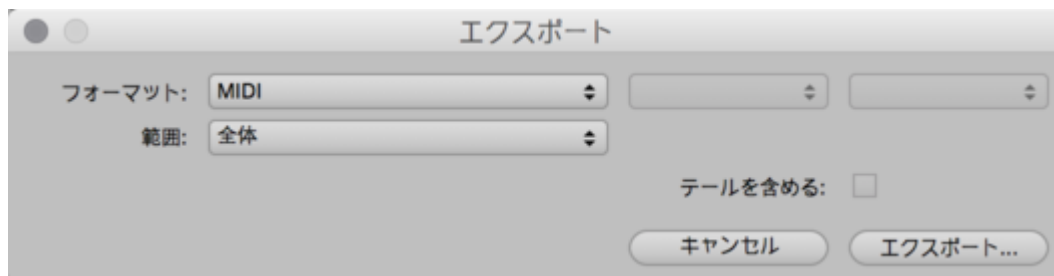 エクスポート
フォーマット: MIDI
範囲: 全体
テールを含める:
キャンセル エクスポート...